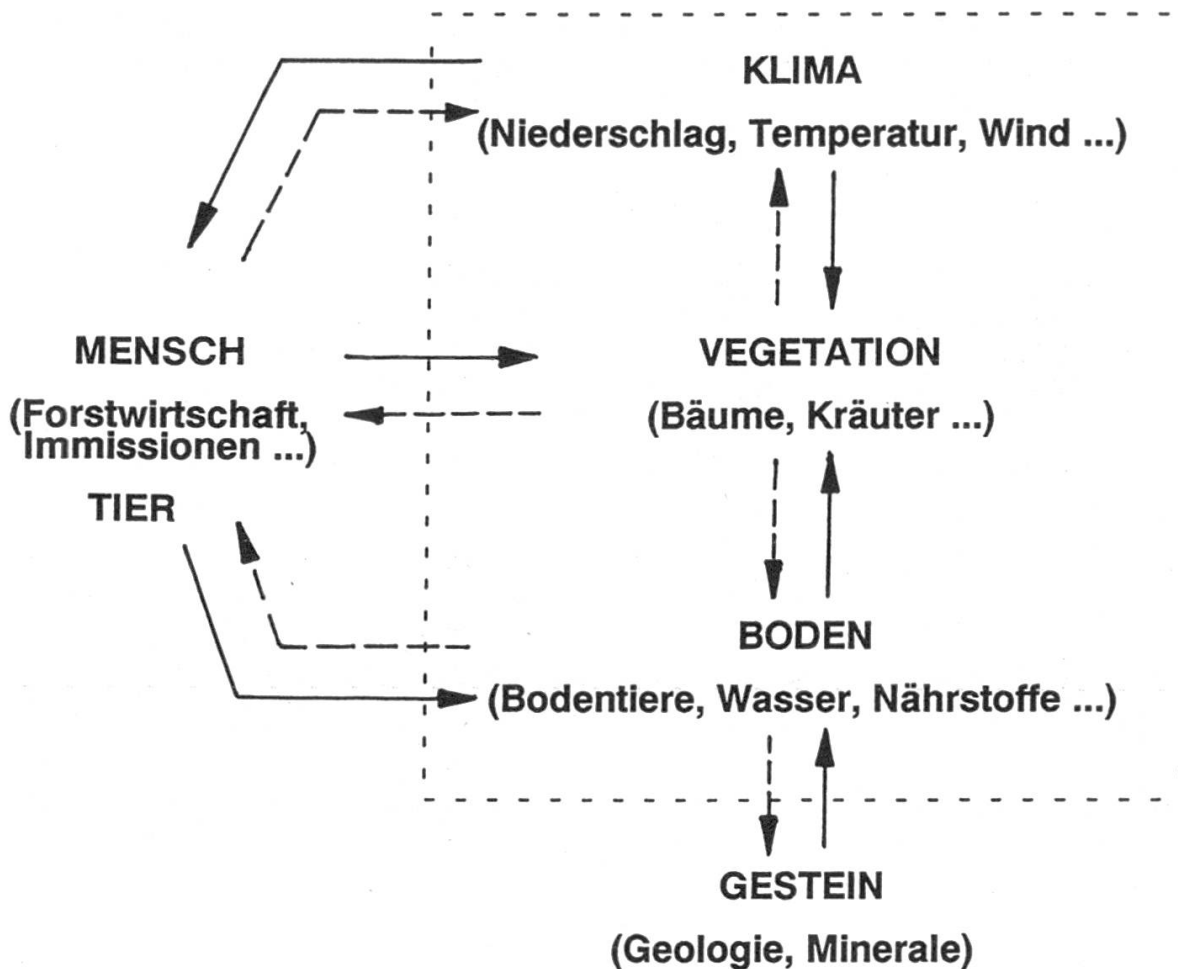 KLIMA
(Niederschlag, Temperatur, Wind ...)
MENSCH
(Forstwirtschaft,
Immissionen ...)
TIER
VEGETATION
(Bäume, Kräuter ...)
BODEN
(Bodentiere, Wasser, Nährstoffe ...)
GESTEIN
(Geologie, Minerale)